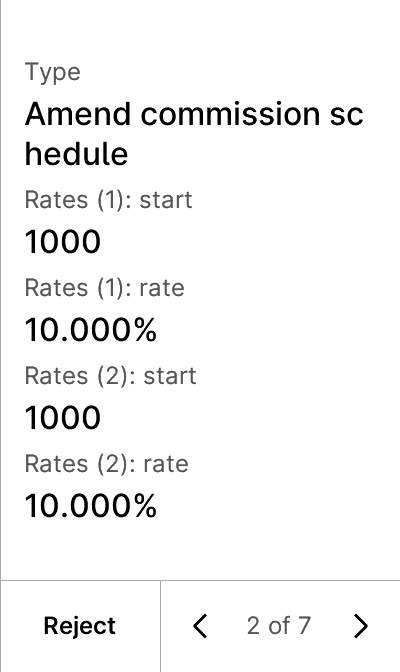 Type
Amend commission sc
hedule
Rates (1): start
1000
Rates (1): rate
10.000%
Rates (2): start
1000
Rates (2): rate
10.000%
Reject
2 of 7